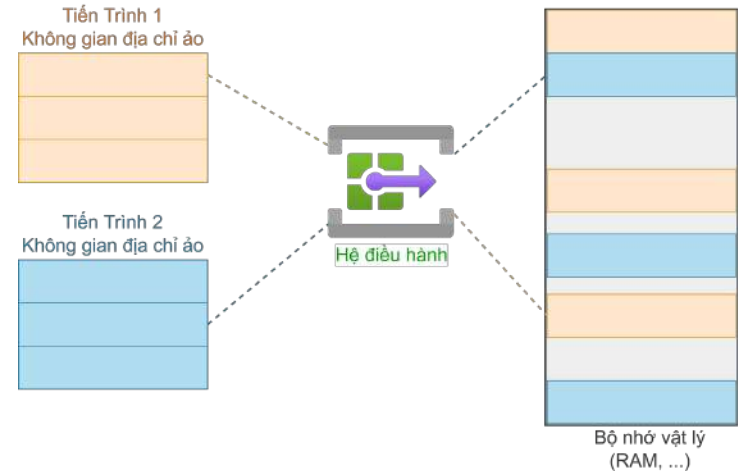 Tiến Trình 1
Không gian địa chỉ ảo
Tiến Trình 2
Không gian địa chỉ ảo
Hệ điều hành
Bộ nhớ vật lý
(RAM, ...)